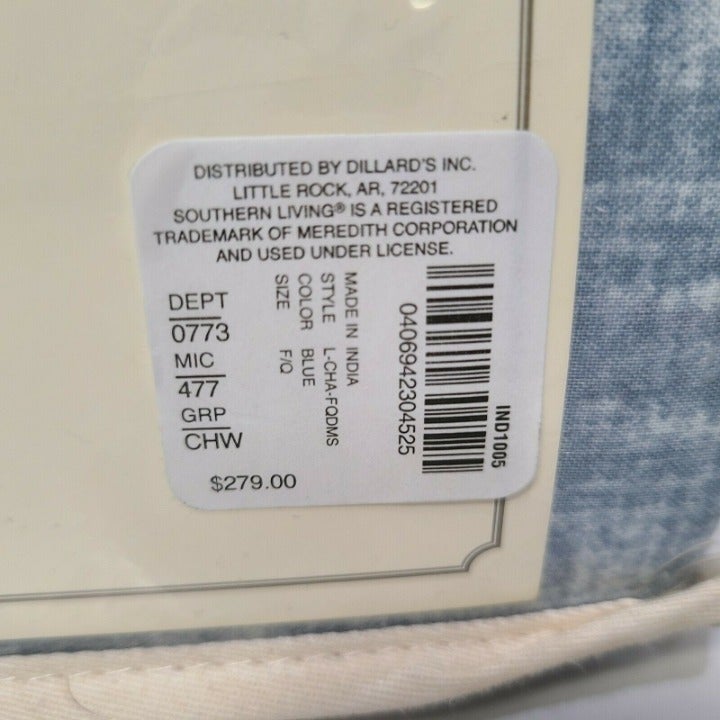 DISTRIBUTED BY DILLARD'S INC.
LITTLE ROCK, AR, 72201
SOUTHERN LIVING® IS A REGISTERED
TRADEMARK OF MEREDITH CORPORATION
AND USED UNDER LICENSE.
DEPT
0773
MIC
477
GRP
CHW
$279.00
MADE IN INDIA
STYLE L-CHA-FQDMS
COLOR BLUE
SIZE F/Q
0406942304525
IND1005